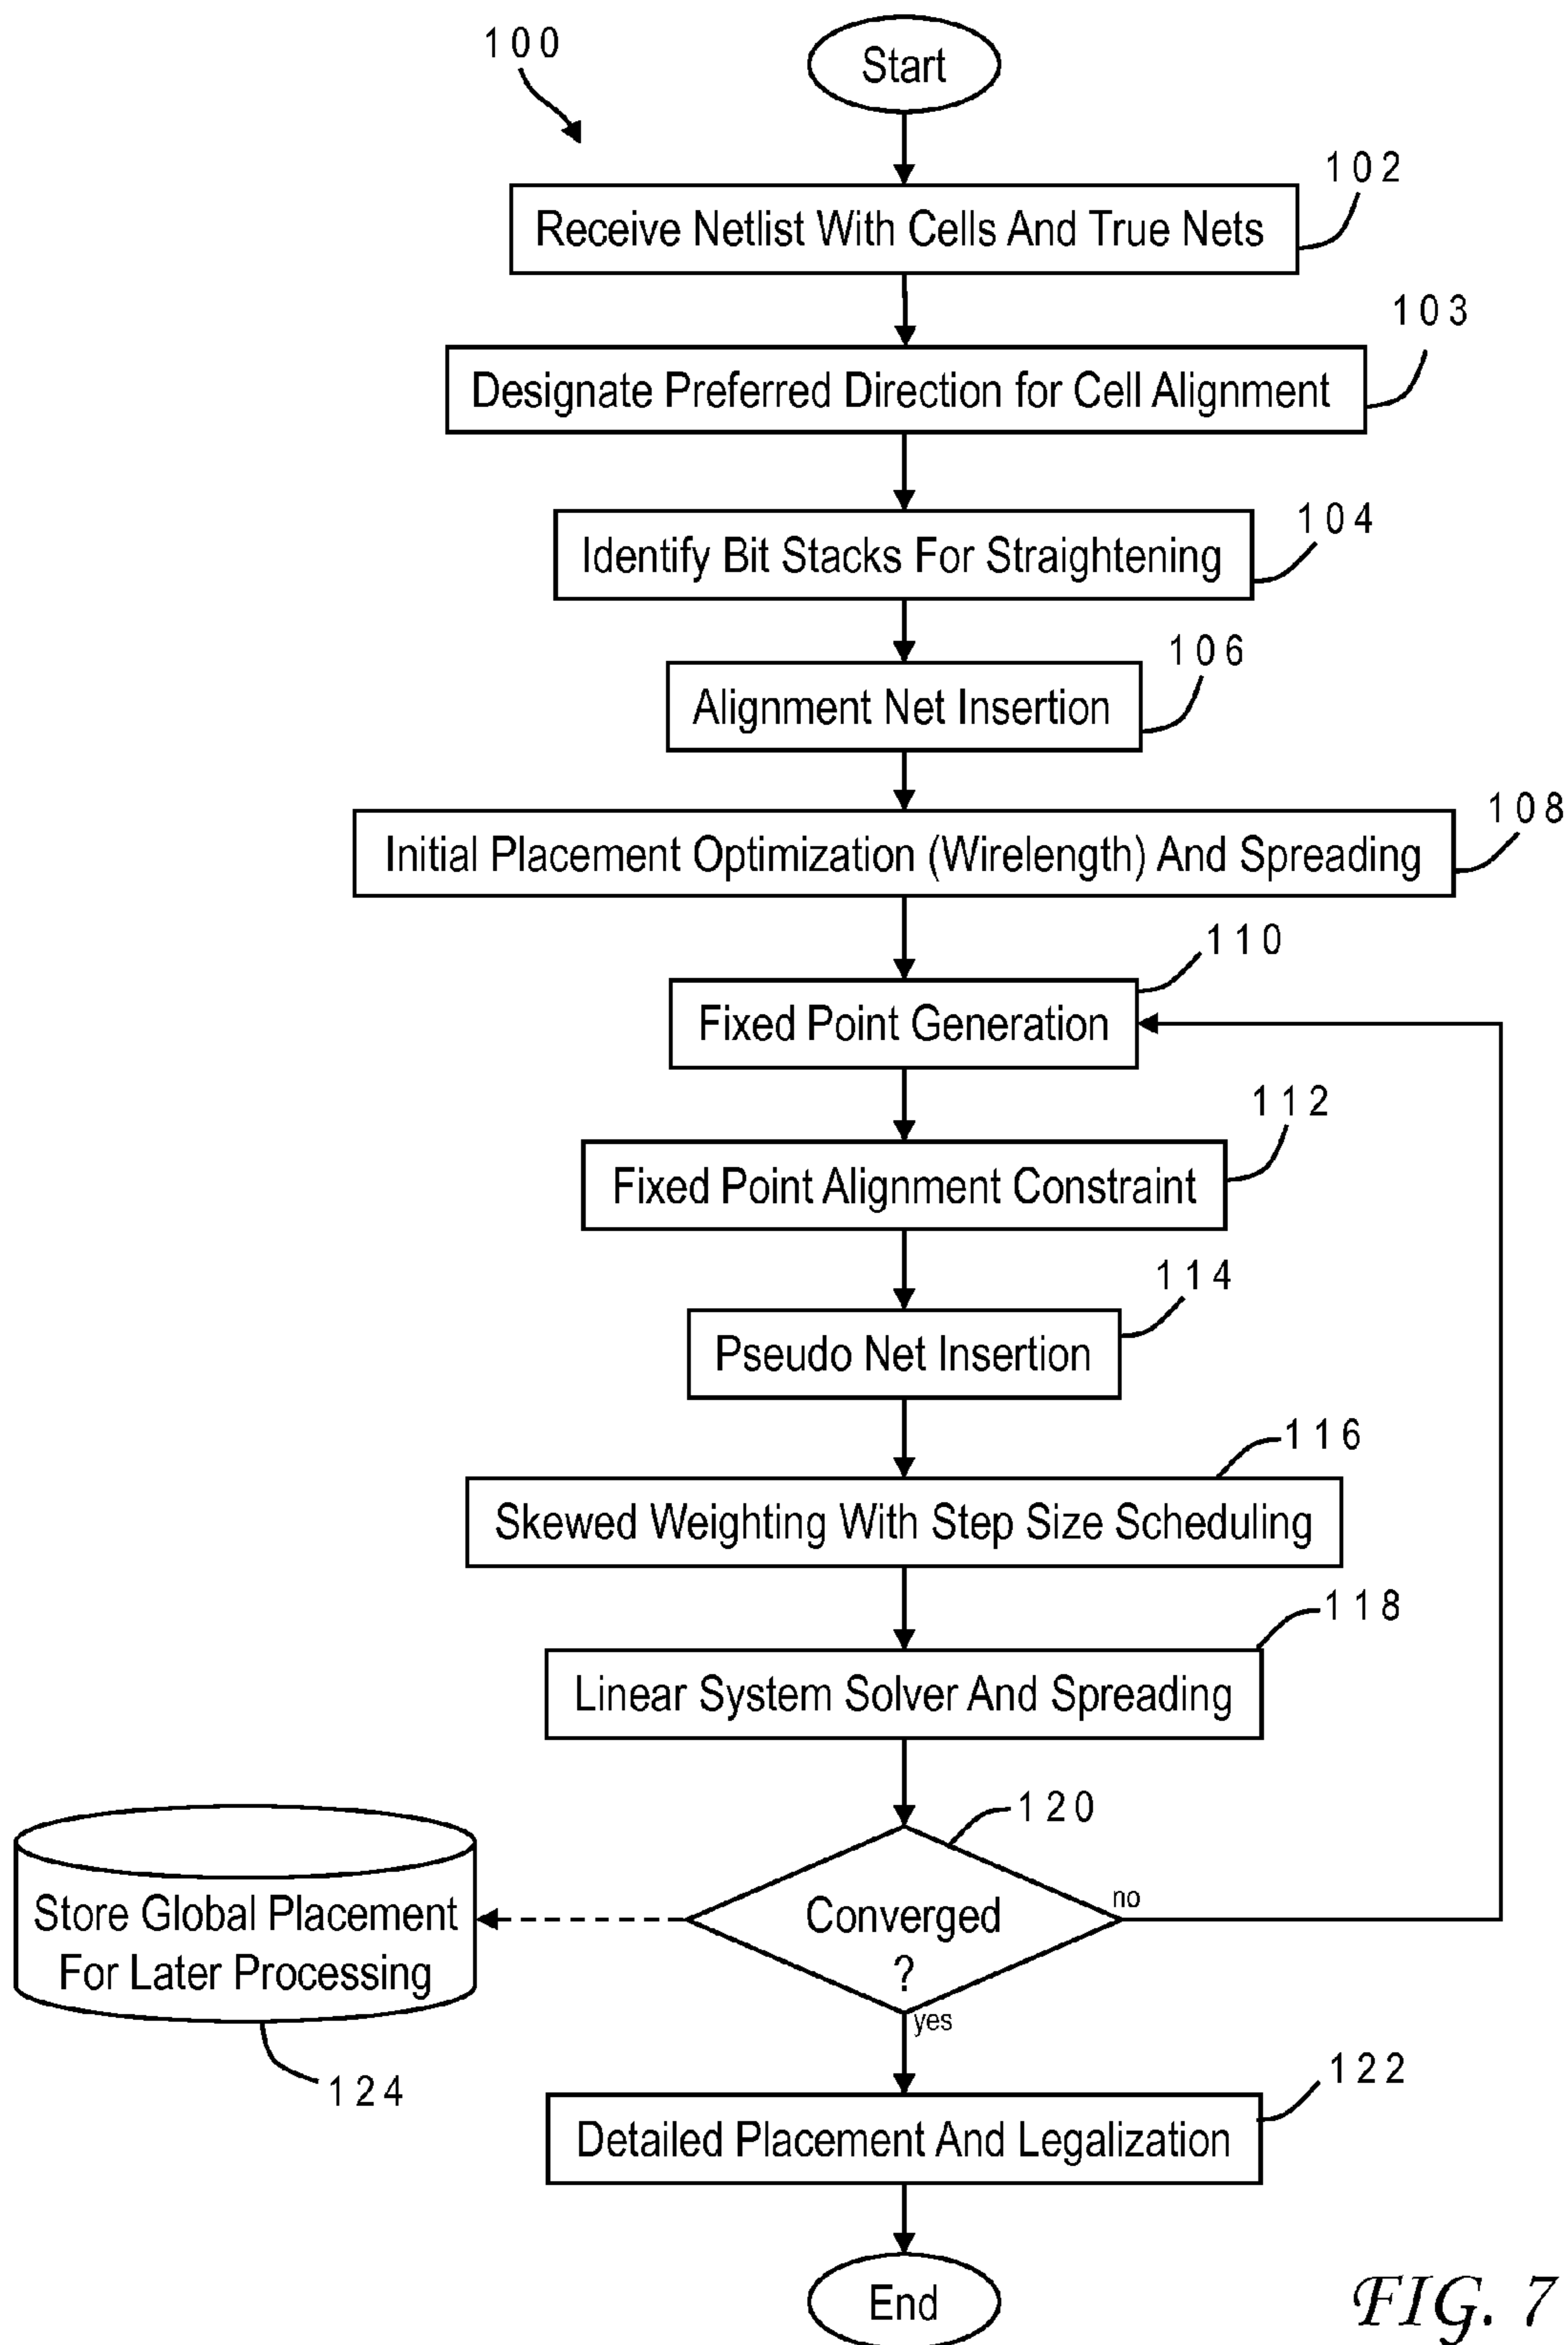 100
Start
102
Receive Netlist With Cells And True Nets
103
Designate Preferred Direction for Cell Alignment
104
Identify Bit Stacks For Straightening
106
Alignment Net Insertion
108
Initial Placement Optimization (Wirelength) And Spreading
110
Fixed Point Generation
112
Fixed Point Alignment Constraint
114
Pseudo Net Insertion
116
Skewed Weighting With Step Size Scheduling
118
Linear System Solver And Spreading
120
Converged
?
no
yes
Store Global Placement
For Later Processing
124
122
Detailed Placement And Legalization
End
FIG. 7